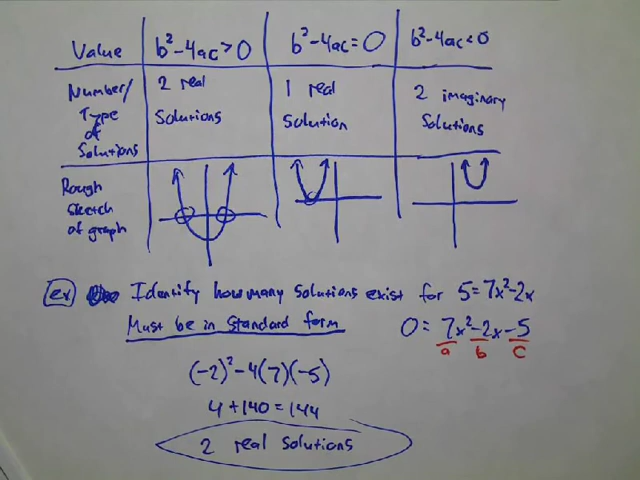 Value b²-4ac>0 b²-4ac=0 b²-4ac<0
Number/ 2 real 1 real 2 imaginary
Type Solutions Solution Solutions
of
Solutions
Rough
sketch
of graph
ex Identify how many solutions exist for 5=7x²-2x
Must be in standard form 0=7x²-2x-5
a b c
(-2)²-4(7)(-5)
4+140=144
2 real solutions